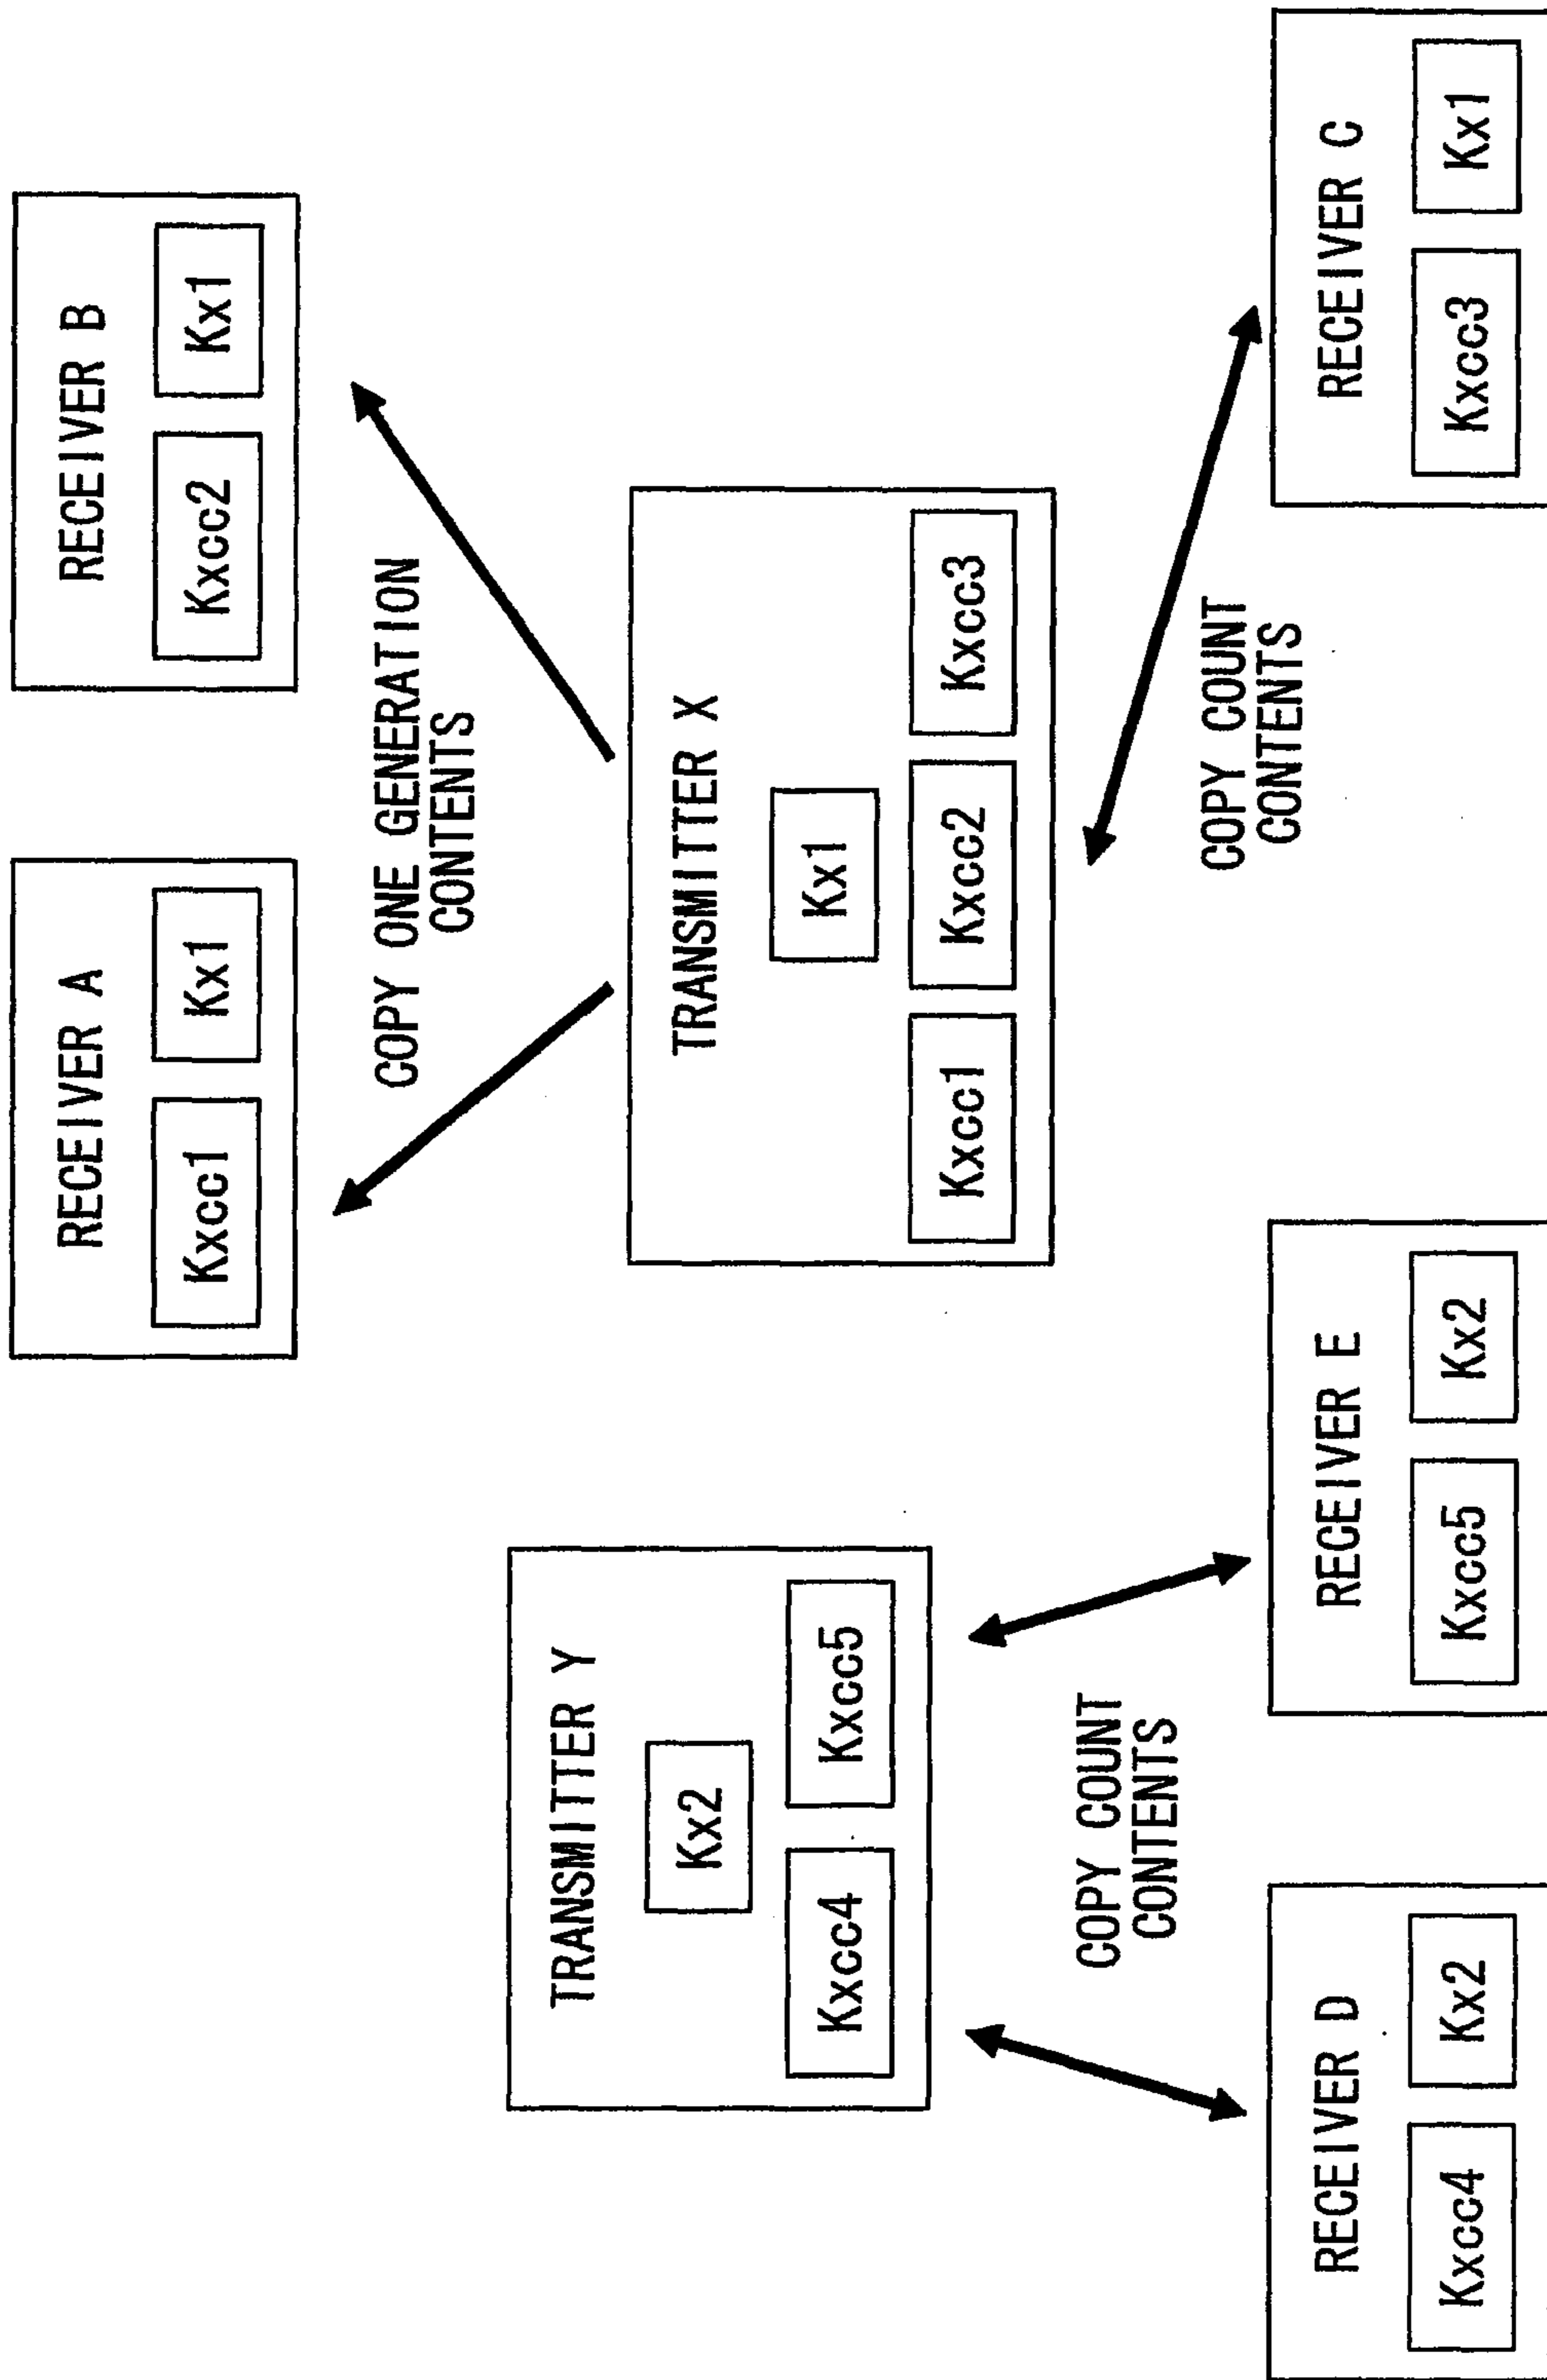 RECEIVER A
Kxcc1
Kx1
RECEIVER B
Kxcc2
Kx1
COPY ONE GENERATION
CONTENTS
TRANSMITTER Y
Kx2
Kxcc4
Kxcc5
TRANSMITTER X
Kx1
Kxcc1
Kxcc2
Kxcc3
COPY COUNT
CONTENTS
COPY COUNT
CONTENTS
RECEIVER D
Kxcc4
Kx2
RECEIVER E
Kxcc5
Kx2
RECEIVER C
Kxcc3
Kx1